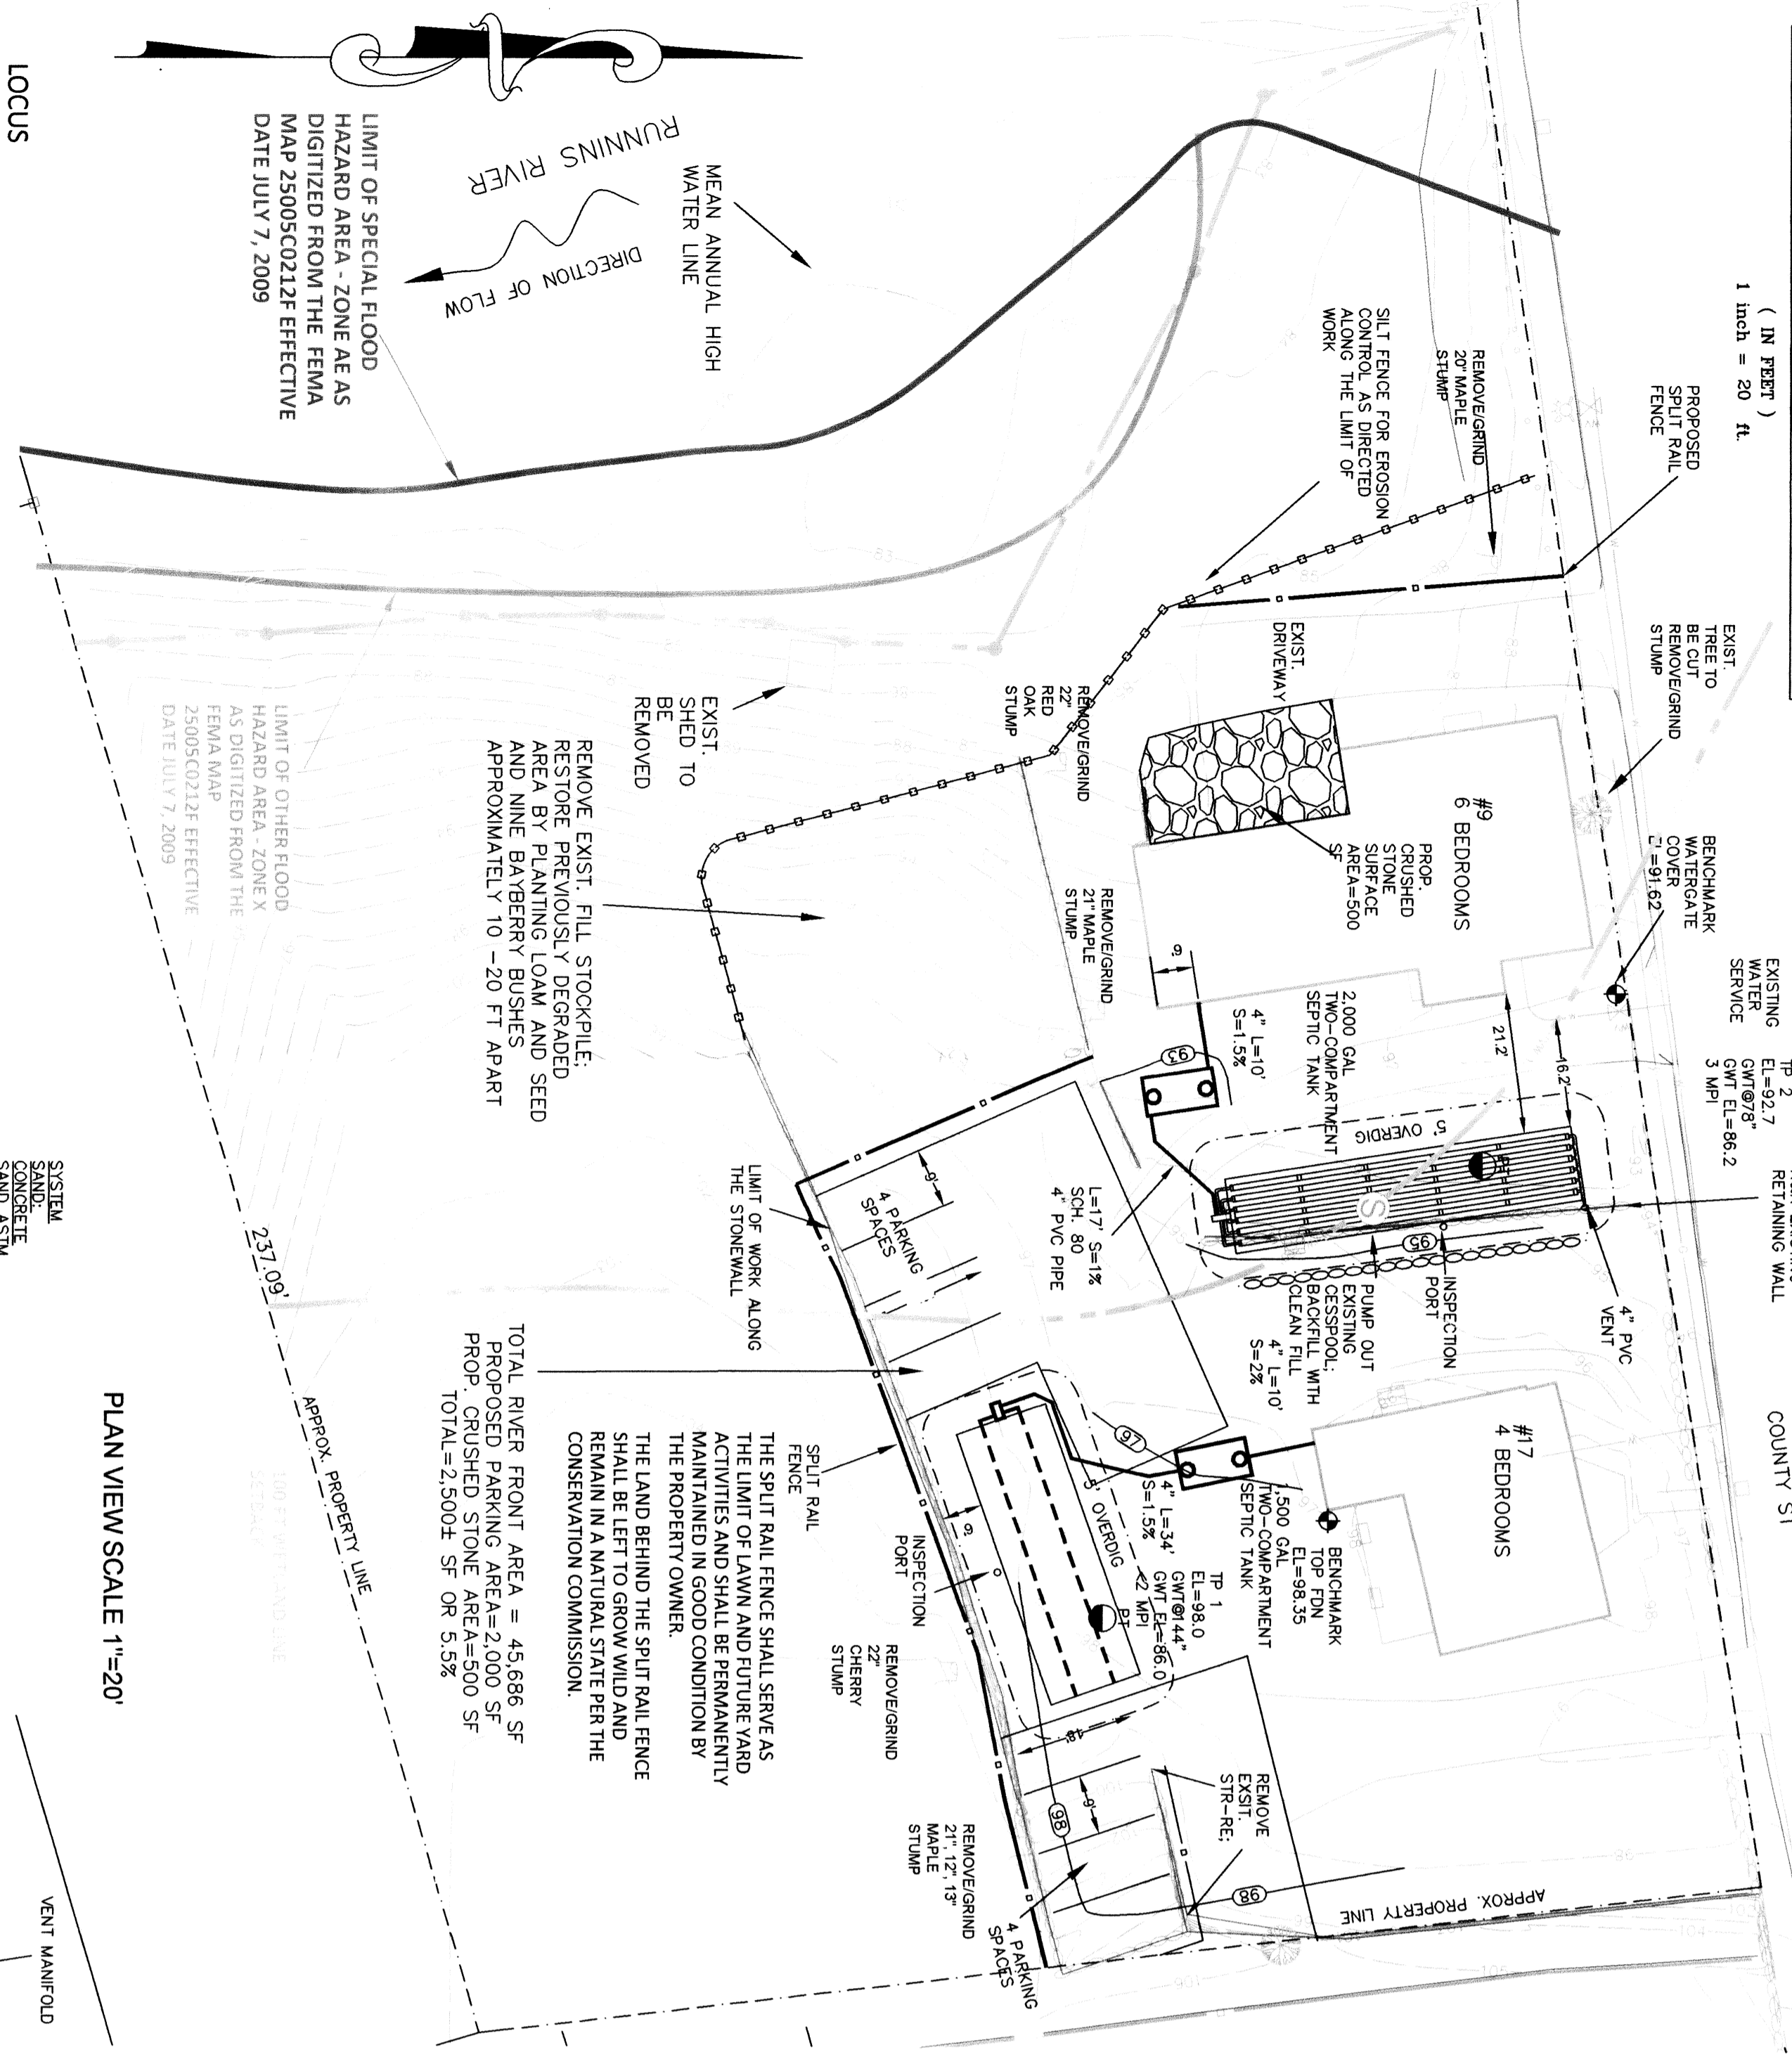 ( IN FEET )
1 inch = 20 ft.
PROPOSED
SPLIT RAIL
FENCE
EXIST.
TREE TO
BE CUT
REMOVE/GRIND
STUMP
BENCHMARK
WATERGATE
COVER
EL=91.62
EXISTING
WATER
SERVICE
TP 2
EL=92.7
GWT@78"
GWT EL=86.2
3 MPI
RETAINING WALL
COUNTY ST
REMOVE/GRIND
20" MAPLE
STUMP
SILT FENCE FOR EROSION
CONTROL AS DIRECTED
ALONG THE LIMIT OF
WORK
EXIST.
DRIVEWAY
#9
6 BEDROOMS
PROP.
CRUSHED
STONE
SURFACE
AREA=500
SF
21.2'
16.2'
2,000 GAL
TWO-COMPARTMENT
SEPTIC TANK
4" L=10'
S=1.5%
93
5' OVERDIG
PT
S
95
4" PVC
VENT
INSPECTION
PORT
PUMP OUT
EXISTING
CESSPOOL;
BACKFILL WITH
CLEAN FILL
4" L=10'
S=2%
L=17' S=1%
SCH. 80
4" PVC PIPE
#17
4 BEDROOMS
BENCHMARK
TOP FDN
EL=98.35
1,500 GAL
TWO-COMPARTMENT
SEPTIC TANK
4" L=34'
S=1.5%
TP 1
EL=98.0
GWT@144"
GWT EL=86.0
<2 MPI
97
5' OVERDIG
PT
REMOVE/GRIND
22"
RED
OAK
STUMP
REMOVE/GRIND
21" MAPLE
STUMP
MEAN ANNUAL HIGH
WATER LINE
RUNNINS RIVER
DIRECTION OF FLOW
LIMIT OF SPECIAL FLOOD
HAZARD AREA - ZONE AE AS
DIGITIZED FROM THE FEMA
MAP 25005C0212F EFFECTIVE
DATE JULY 7, 2009
LOCUS
EXIST.
SHED TO
BE
REMOVED
REMOVE EXIST. FILL STOCKPILE;
RESTORE PREVIOUSLY DEGRADED
AREA BY PLANTING LOAM AND SEED
AND NINE BAYBERRY BUSHES
APPROXIMATELY 10 -20 FT APART
LIMIT OF OTHER FLOOD
HAZARD AREA - ZONE X
AS DIGITIZED FROM THE
FEMA MAP
25005C0212F EFFECTIVE
DATE JULY 7, 2009
LIMIT OF WORK ALONG
THE STONEWALL
9'
4 PARKING
SPACES
SPLIT RAIL
FENCE
INSPECTION
PORT
REMOVE/GRIND
22"
CHERRY
STUMP
THE SPLIT RAIL FENCE SHALL SERVE AS
THE LIMIT OF LAWN AND FUTURE YARD
ACTIVITIES AND SHALL BE PERMANENTLY
MAINTAINED IN GOOD CONDITION BY
THE PROPERTY OWNER.
THE LAND BEHIND THE SPLIT RAIL FENCE
SHALL BE LEFT TO GROW WILD AND
REMAIN IN A NATURAL STATE PER THE
CONSERVATION COMMISSION.
TOTAL RIVER FRONT AREA = 45,686 SF
PROPOSED PARKING AREA=2,000 SF
PROP. CRUSHED STONE AREA=500 SF
TOTAL=2,500± SF OR 5.5%
REMOVE
EXSIT.
STR-RE;
18'
9'
98
98
REMOVE/GRIND
21", 12", 13"
MAPLE
STUMP
4 PARKING
SPACES
APPROX. PROPERTY LINE
237.09'
APPROX. PROPERTY LINE
100 FT WETLAND LINE
SETBACK
PLAN VIEW SCALE 1"=20'
SYSTEM
SAND:
CONCRETE
SAND ASTM
VENT MANIFOLD